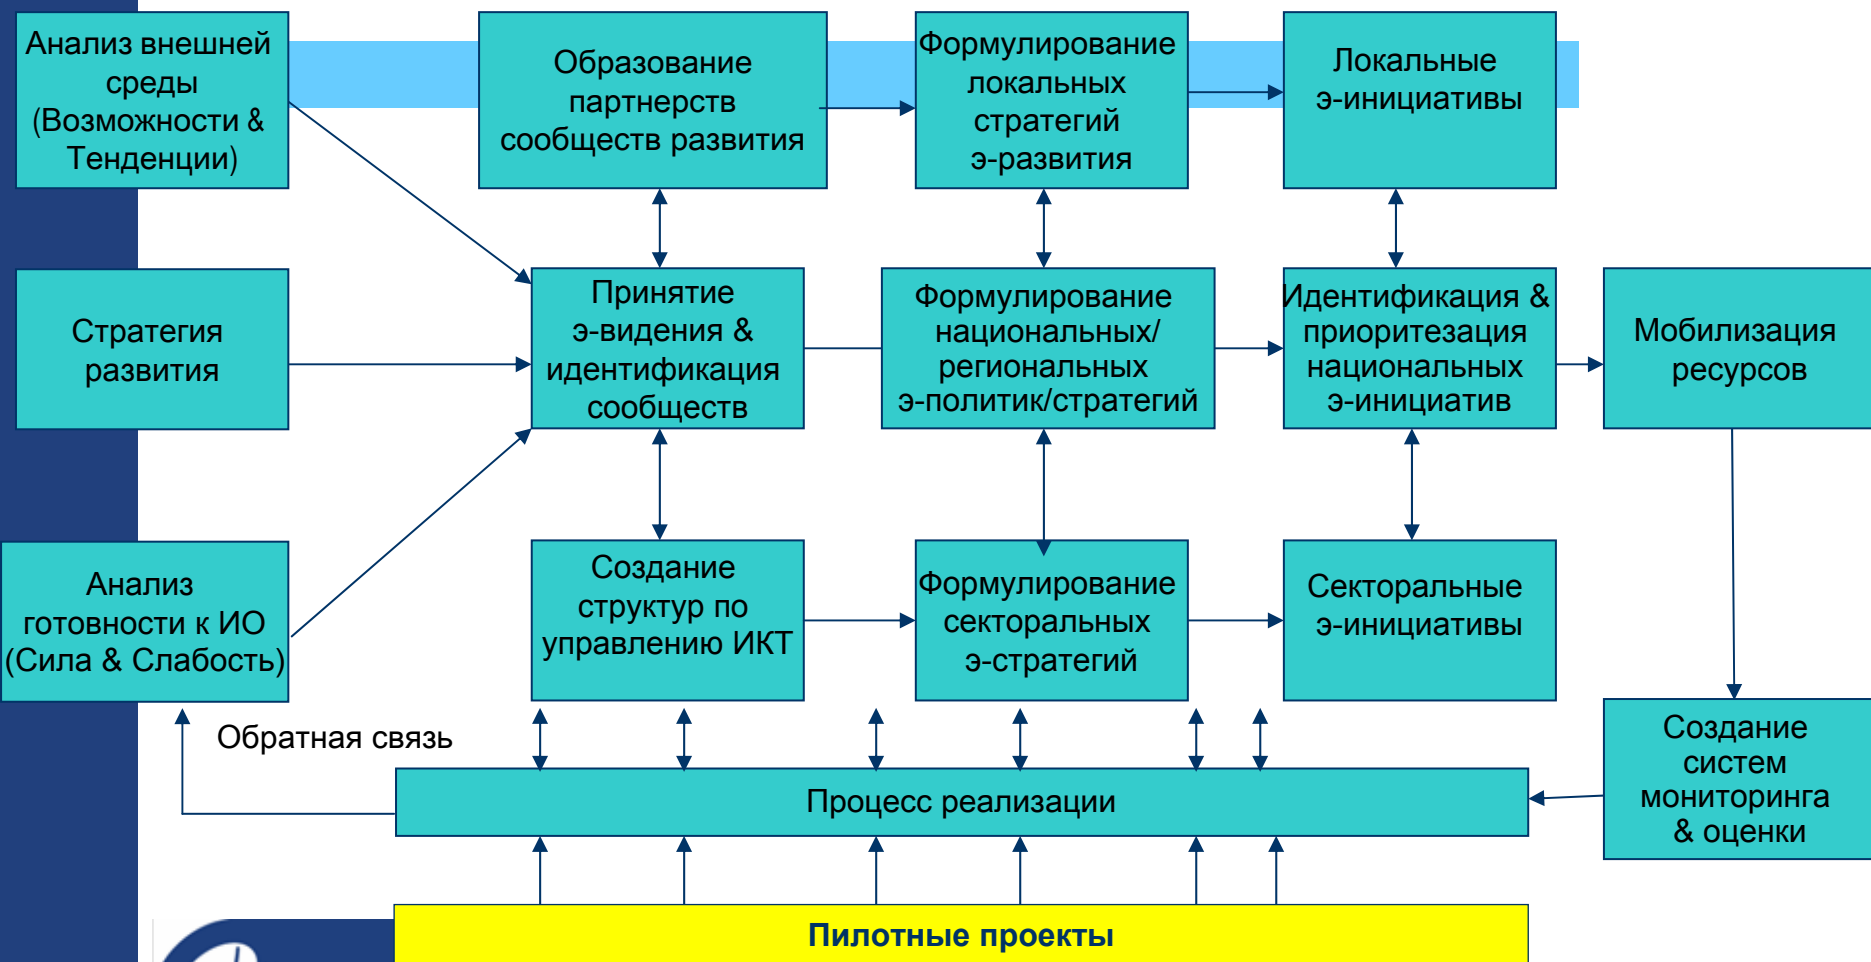 Анализ внешней
среды
(Возможности &
Тенденции)
Образование
партнерств
сообществ развития
Формулирование
локальных
стратегий
э-развития
Локальные
э-инициативы
Стратегия
развития
Принятие
э-видения &
идентификация
сообществ
Формулирование
национальных/
региональных
э-политик/стратегий
Идентификация &
приоритезация
национальных
э-инициатив
Мобилизация
ресурсов
Анализ
готовности к ИО
(Сила & Слабость)
Создание
структур по
управлению ИКТ
Формулирование
секторальных
э-стратегий
Секторальные
э-инициативы
Обратная связь
Процесс реализации
Создание
систем
мониторинга
& оценки
Пилотные проекты